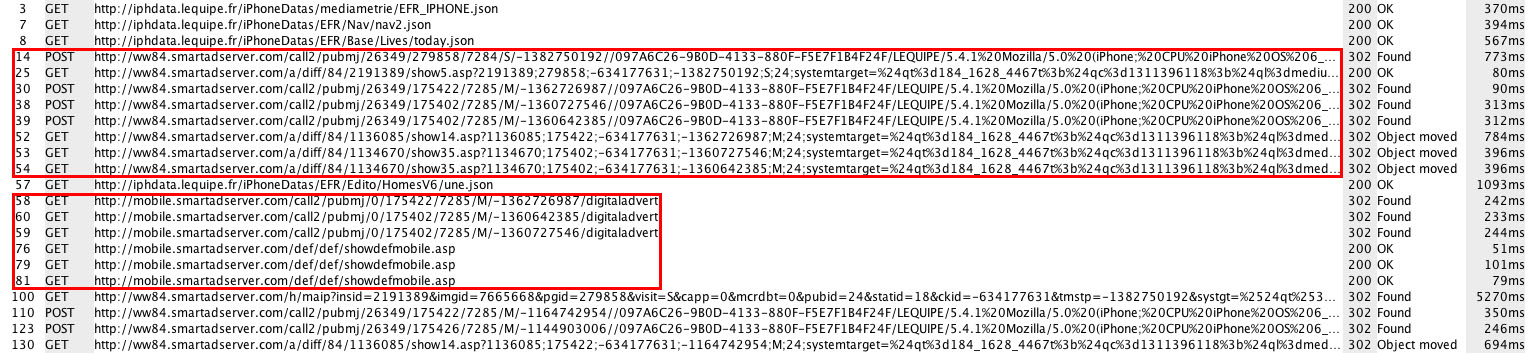 3 GET http://iphdata.lequipe.fr/iPhoneDatas/mediametrie/EFR_IPHONE.json 200 OK 370ms
7 GET http://iphdata.lequipe.fr/iPhoneDatas/EFR/Nav/nav2.json 200 OK 394ms
8 GET http://iphdata.lequipe.fr/iPhoneDatas/EFR/Base/Lives/today.json 200 OK 567ms
14 POST http://ww84.smartadserver.com/call2/pubmj/26349/279858/7284/S/-1382750192//097A6C26-9B0D-4133-880F-F5E7F1B4F24F/LEQUIPE/5.4.1%20Mozilla/5.0%20(iPhone;%20CPU%20iPhone%20OS%206_... 302 Found 773ms
25 GET http://ww84.smartadserver.com/a/diff/84/2191389/show5.asp?2191389;279858;-634177631;-1382750192;S;24;systemtarget=%24qt%3d184_1628_4467t%3b%24qc%3d1311396118%3b%24ql%3dmediu... 200 OK 80ms
30 POST http://ww84.smartadserver.com/call2/pubmj/26349/175422/7285/M/-1362726987//097A6C26-9B0D-4133-880F-F5E7F1B4F24F/LEQUIPE/5.4.1%20Mozilla/5.0%20(iPhone;%20CPU%20iPhone%20OS%206_... 302 Found 90ms
38 POST http://ww84.smartadserver.com/call2/pubmj/26349/175402/7285/M/-1360727546//097A6C26-9B0D-4133-880F-F5E7F1B4F24F/LEQUIPE/5.4.1%20Mozilla/5.0%20(iPhone;%20CPU%20iPhone%20OS%206_... 302 Found 313ms
39 POST http://ww84.smartadserver.com/call2/pubmj/26349/175402/7285/M/-1360642385//097A6C26-9B0D-4133-880F-F5E7F1B4F24F/LEQUIPE/5.4.1%20Mozilla/5.0%20(iPhone;%20CPU%20iPhone%20OS%206_... 302 Found 312ms
52 GET http://ww84.smartadserver.com/a/diff/84/1136085/show14.asp?1136085;175422;-634177631;-1362726987;M;24;systemtarget=%24qt%3d184_1628_4467t%3b%24qc%3d1311396118%3b%24ql%3dmed... 302 Object moved 784ms
53 GET http://ww84.smartadserver.com/a/diff/84/1134670/show35.asp?1134670;175402;-634177631;-1360727546;M;24;systemtarget=%24qt%3d184_1628_4467t%3b%24qc%3d1311396118%3b%24ql%3dmed... 302 Object moved 396ms
54 GET http://ww84.smartadserver.com/a/diff/84/1134670/show35.asp?1134670;175402;-634177631;-1360642385;M;24;systemtarget=%24qt%3d184_1628_4467t%3b%24qc%3d1311396118%3b%24ql%3dmed... 302 Object moved 396ms
57 GET http://iphdata.lequipe.fr/iPhoneDatas/EFR/Edito/HomesV6/une.json 200 OK 1093ms
58 GET http://mobile.smartadserver.com/call2/pubmj/0/175422/7285/M/-1362726987/digitaladvert 302 Found 242ms
60 GET http://mobile.smartadserver.com/call2/pubmj/0/175402/7285/M/-1360642385/digitaladvert 302 Found 233ms
59 GET http://mobile.smartadserver.com/call2/pubmj/0/175402/7285/M/-1360727546/digitaladvert 302 Found 244ms
76 GET http://mobile.smartadserver.com/def/def/showdefmobile.asp 200 OK 51ms
79 GET http://mobile.smartadserver.com/def/def/showdefmobile.asp 200 OK 101ms
81 GET http://mobile.smartadserver.com/def/def/showdefmobile.asp 200 OK 79ms
100 GET http://ww84.smartadserver.com/h/maip?insid=2191389&imgid=7665668&pgid=279858&visit=S&capp=0&mcrdbt=0&pubid=24&statid=18&ckid=-634177631&tmstp=-1382750192&systgt=%2524qt%253... 302 Found 5270ms
110 POST http://ww84.smartadserver.com/call2/pubmj/26349/175422/7285/M/-1164742954//097A6C26-9B0D-4133-880F-F5E7F1B4F24F/LEQUIPE/5.4.1%20Mozilla/5.0%20(iPhone;%20CPU%20iPhone%20OS%206_... 302 Found 350ms
123 POST http://ww84.smartadserver.com/call2/pubmj/26349/175426/7285/M/-1144903006//097A6C26-9B0D-4133-880F-F5E7F1B4F24F/LEQUIPE/5.4.1%20Mozilla/5.0%20(iPhone;%20CPU%20iPhone%20OS%206_... 302 Found 246ms
130 GET http://ww84.smartadserver.com/a/diff/84/1136085/show14.asp?1136085;175422;-634177631;-1164742954;M;24;systemtarget=%24qt%3d184_1628_4467t%3b%24qc%3d1311396118%3b%24ql%3dmed... 302 Object moved 694ms